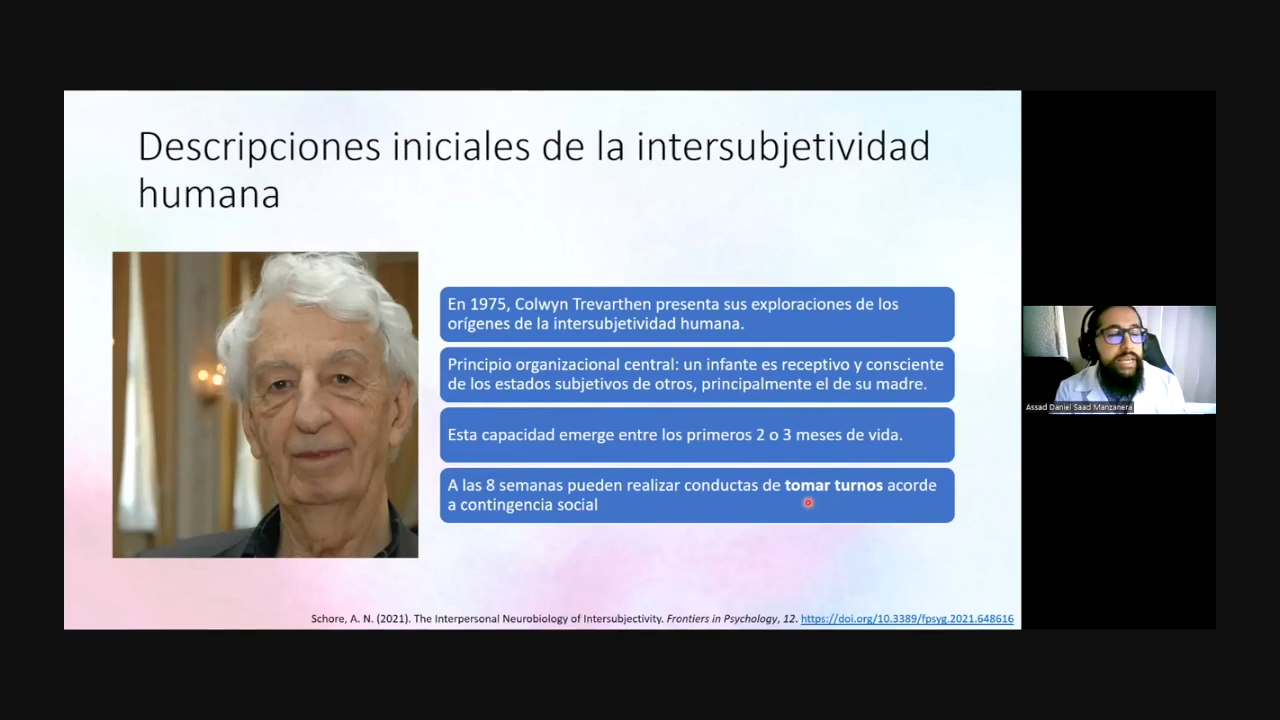 Descripciones iniciales de la intersubjetividad
humana
En 1975, Colwyn Trevarthen presenta sus exploraciones de los
orígenes de la intersubjetividad humana.
Principio organizacional central: un infante es receptivo y consciente
de los estados subjetivos de otros, principalmente el de su madre.
Esta capacidad emerge entre los primeros 2 o 3 meses de vida.
A las 8 semanas pueden realizar conductas de tomar turnos acorde
a contingencia social
Schore, A. N. (2021). The Interpersonal Neurobiology of Intersubjectivity. Frontiers in Psychology, 12. https://doi.org/10.3389/fpsyg.2021.648616
Assad Daniel Saad Manzanera